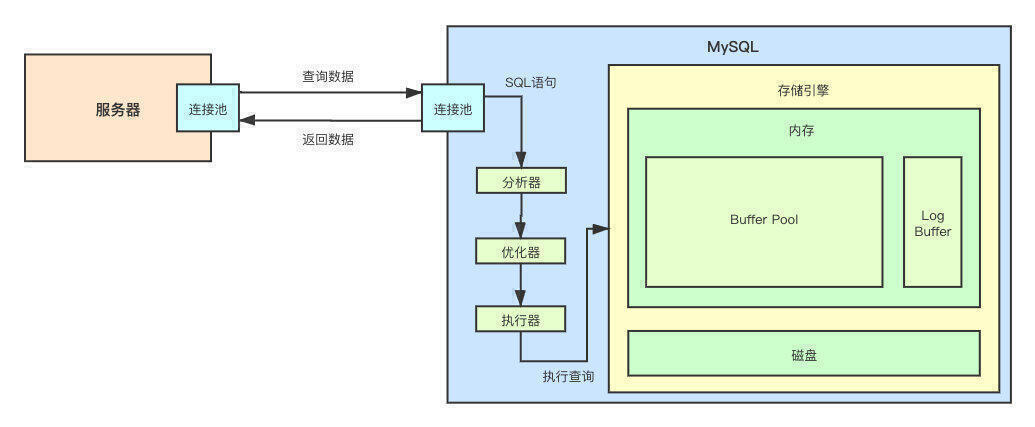 MySQL
服务器
连接池
查询数据
返回数据
连接池
SQL语句
分析器
优化器
执行器
执行查询
存储引擎
内存
Buffer Pool
Log
Buffer
磁盘